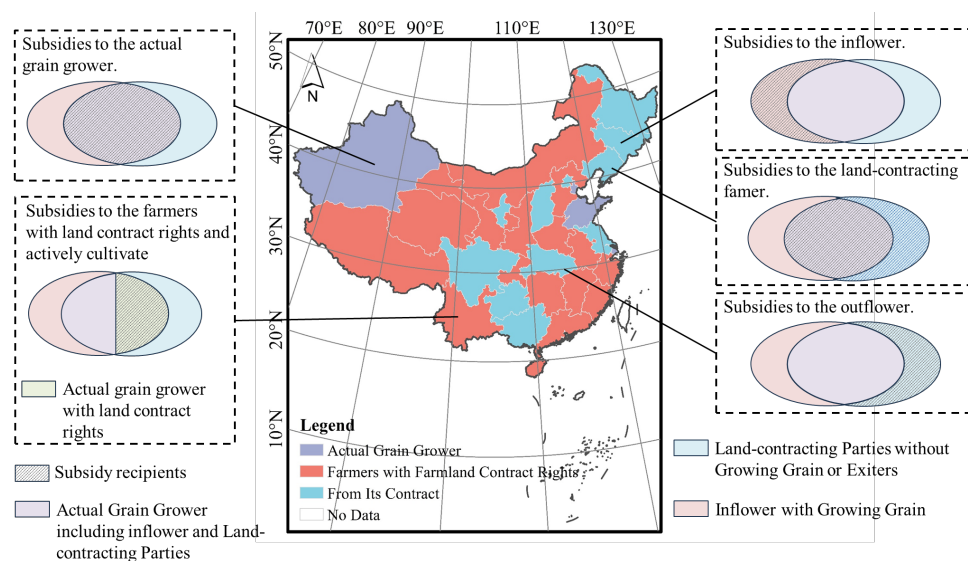 70°E 80°E 90°E 110°E 130°E
50°N
40°N
30°N
20°N
10°N
N
Subsidies to the actual
grain grower.
Subsidies to the farmers
with land contract rights and
actively cultivate
Actual grain grower
with land contract
rights
Subsidy recipients
Actual Grain Grower
including inflower and Land-
contracting Parties
Legend
Actual Grain Grower
Farmers with Farmland Contract Rights
From Its Contract
No Data
Subsidies to the inflower.
Subsidies to the land-contracting
famer.
Subsidies to the outflower.
Land-contracting Parties without
Growing Grain or Exiters
Inflower with Growing Grain